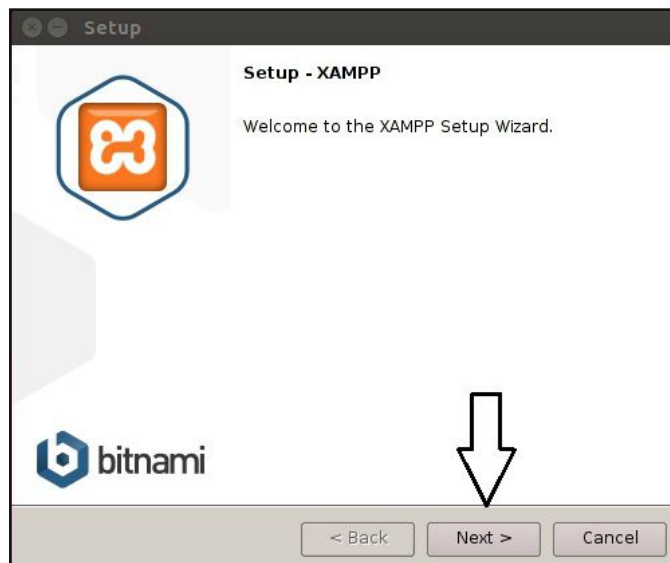 Setup
Setup - XAMPP
Welcome to the XAMPP Setup Wizard.
bitnami
< Back
Next >
Cancel